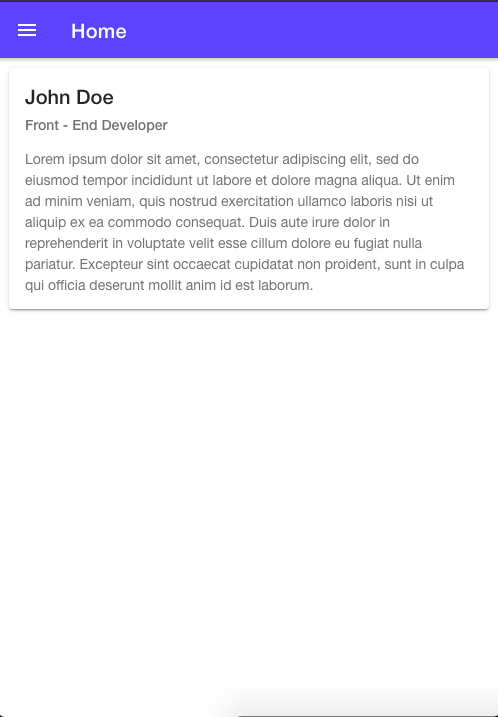 Home
John Doe
Front - End Developer
Lorem ipsum dolor sit amet, consectetur adipiscing elit, sed do
eiusmod tempor incididunt ut labore et dolore magna aliqua. Ut enim
ad minim veniam, quis nostrud exercitation ullamco laboris nisi ut
aliquip ex ea commodo consequat. Duis aute irure dolor in
reprehenderit in voluptate velit esse cillum dolore eu fugiat nulla
pariatur. Excepteur sint occaecat cupidatat non proident, sunt in culpa
qui officia deserunt mollit anim id est laborum.